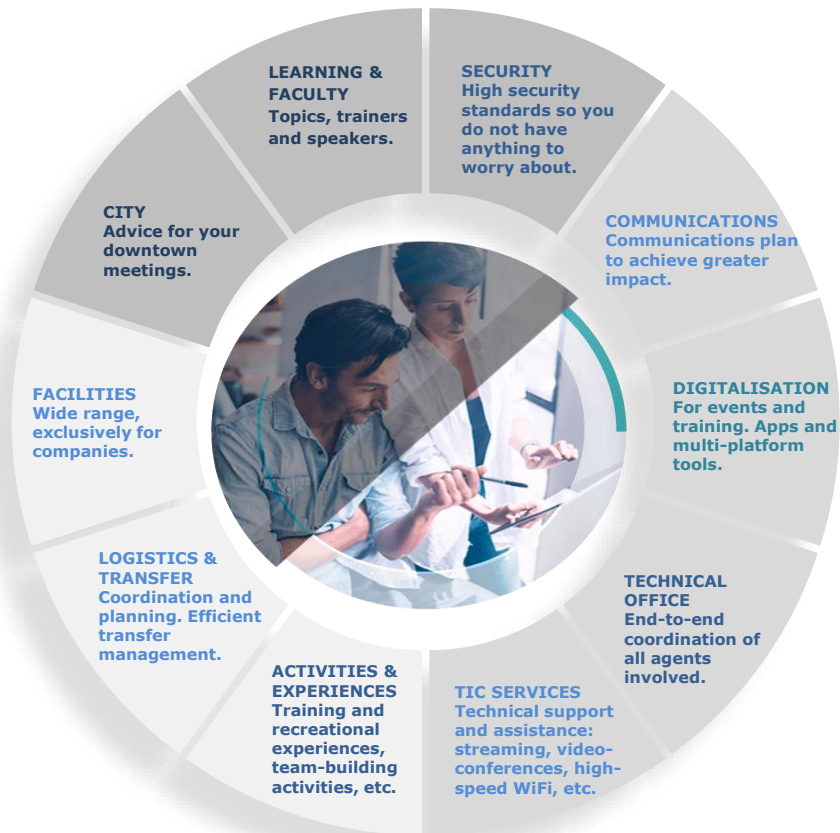 LEARNING &
FACULTY
Topics, trainers
and speakers.
SECURITY
High security
standards so you
do not have
anything to
worry about.
COMMUNICATIONS
Communications plan
to achieve greater
impact.
DIGITALISATION
For events and
training. Apps and
multi-platform
tools.
TECHNICAL
OFFICE
End-to-end
coordination of
all agents
involved.
TIC SERVICES
Technical support
and assistance:
streaming, video-
conferences, high-
speed WiFi, etc.
ACTIVITIES &
EXPERIENCES
Training and
recreational
experiences,
team-building
activities, etc.
LOGISTICS &
TRANSFER
Coordination and
planning. Efficient
transfer
management.
FACILITIES
Wide range,
exclusively for
companies.
CITY
Advice for your
downtown
meetings.